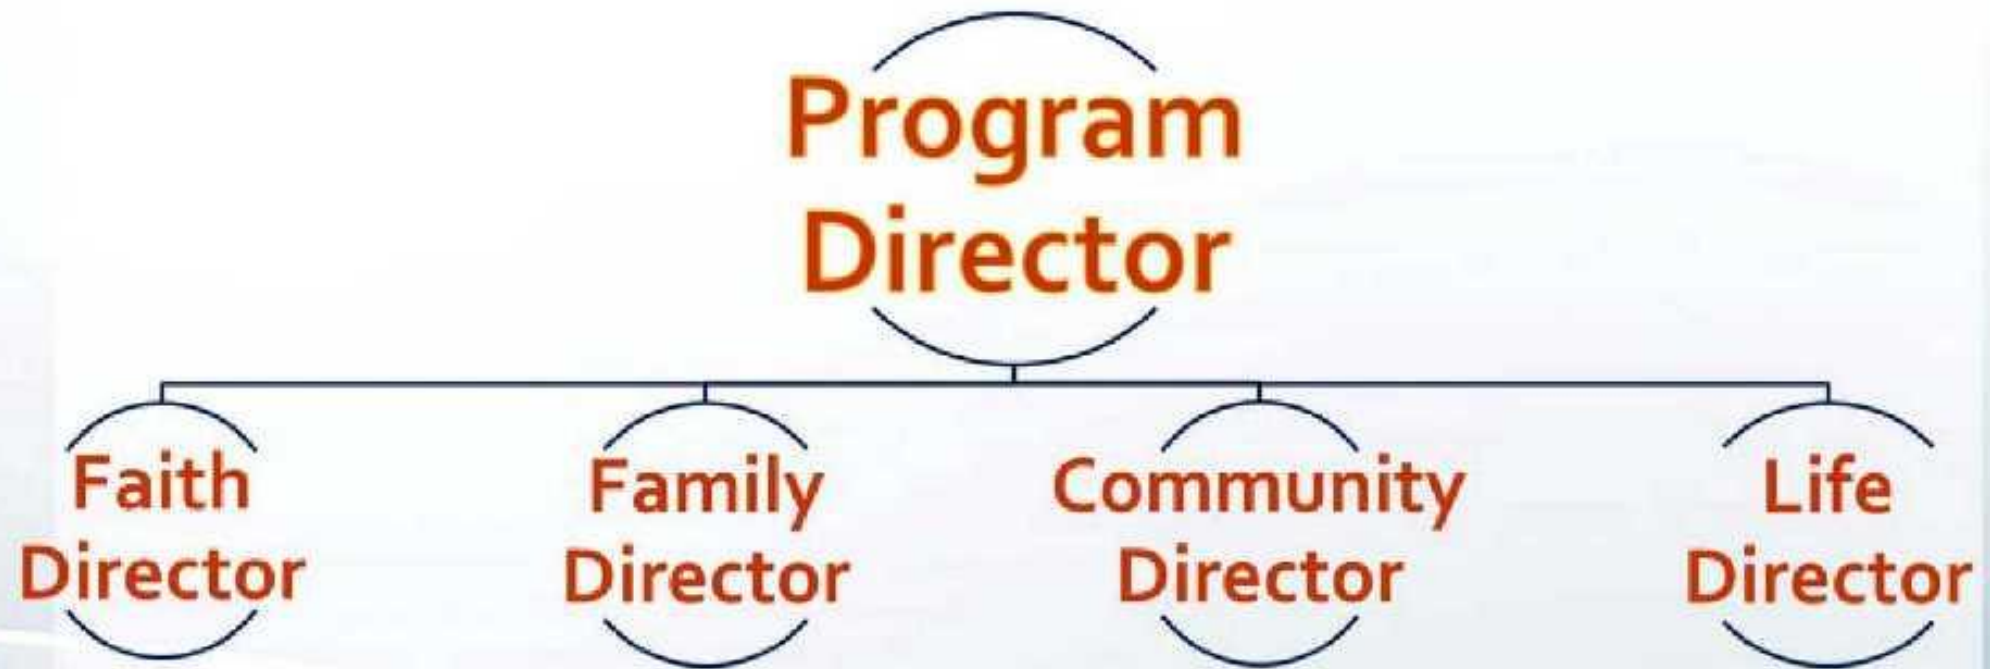 Program
Director
Faith
Director
Family
Director
Community
Director
Life
Director